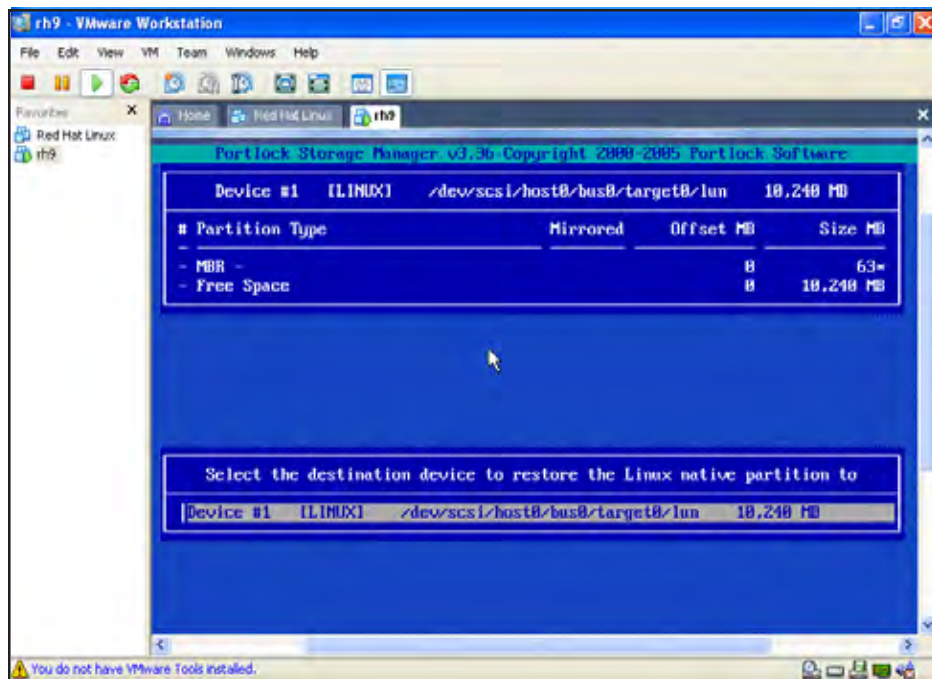 rh9 - VMware Workstation
File Edit View VM Team Windows Help
Favorites
Home Red Hat Linux rh9
Red Hat Linux
rh9
Portlock Storage Manager v3.36 Copyright 2000-2005 Portlock Software
Device #1 [LINUX] /dev/scsi/host0/bus0/target0/lun 10,240 MB
# Partition Type Mirrored Offset MB Size MB
- MBR - 0 63*
- Free Space 0 10,240 MB
Select the destination device to restore the Linux native partition to
Device #1 [LINUX] /dev/scsi/host0/bus0/target0/lun 10,240 MB
You do not have VMware Tools installed.